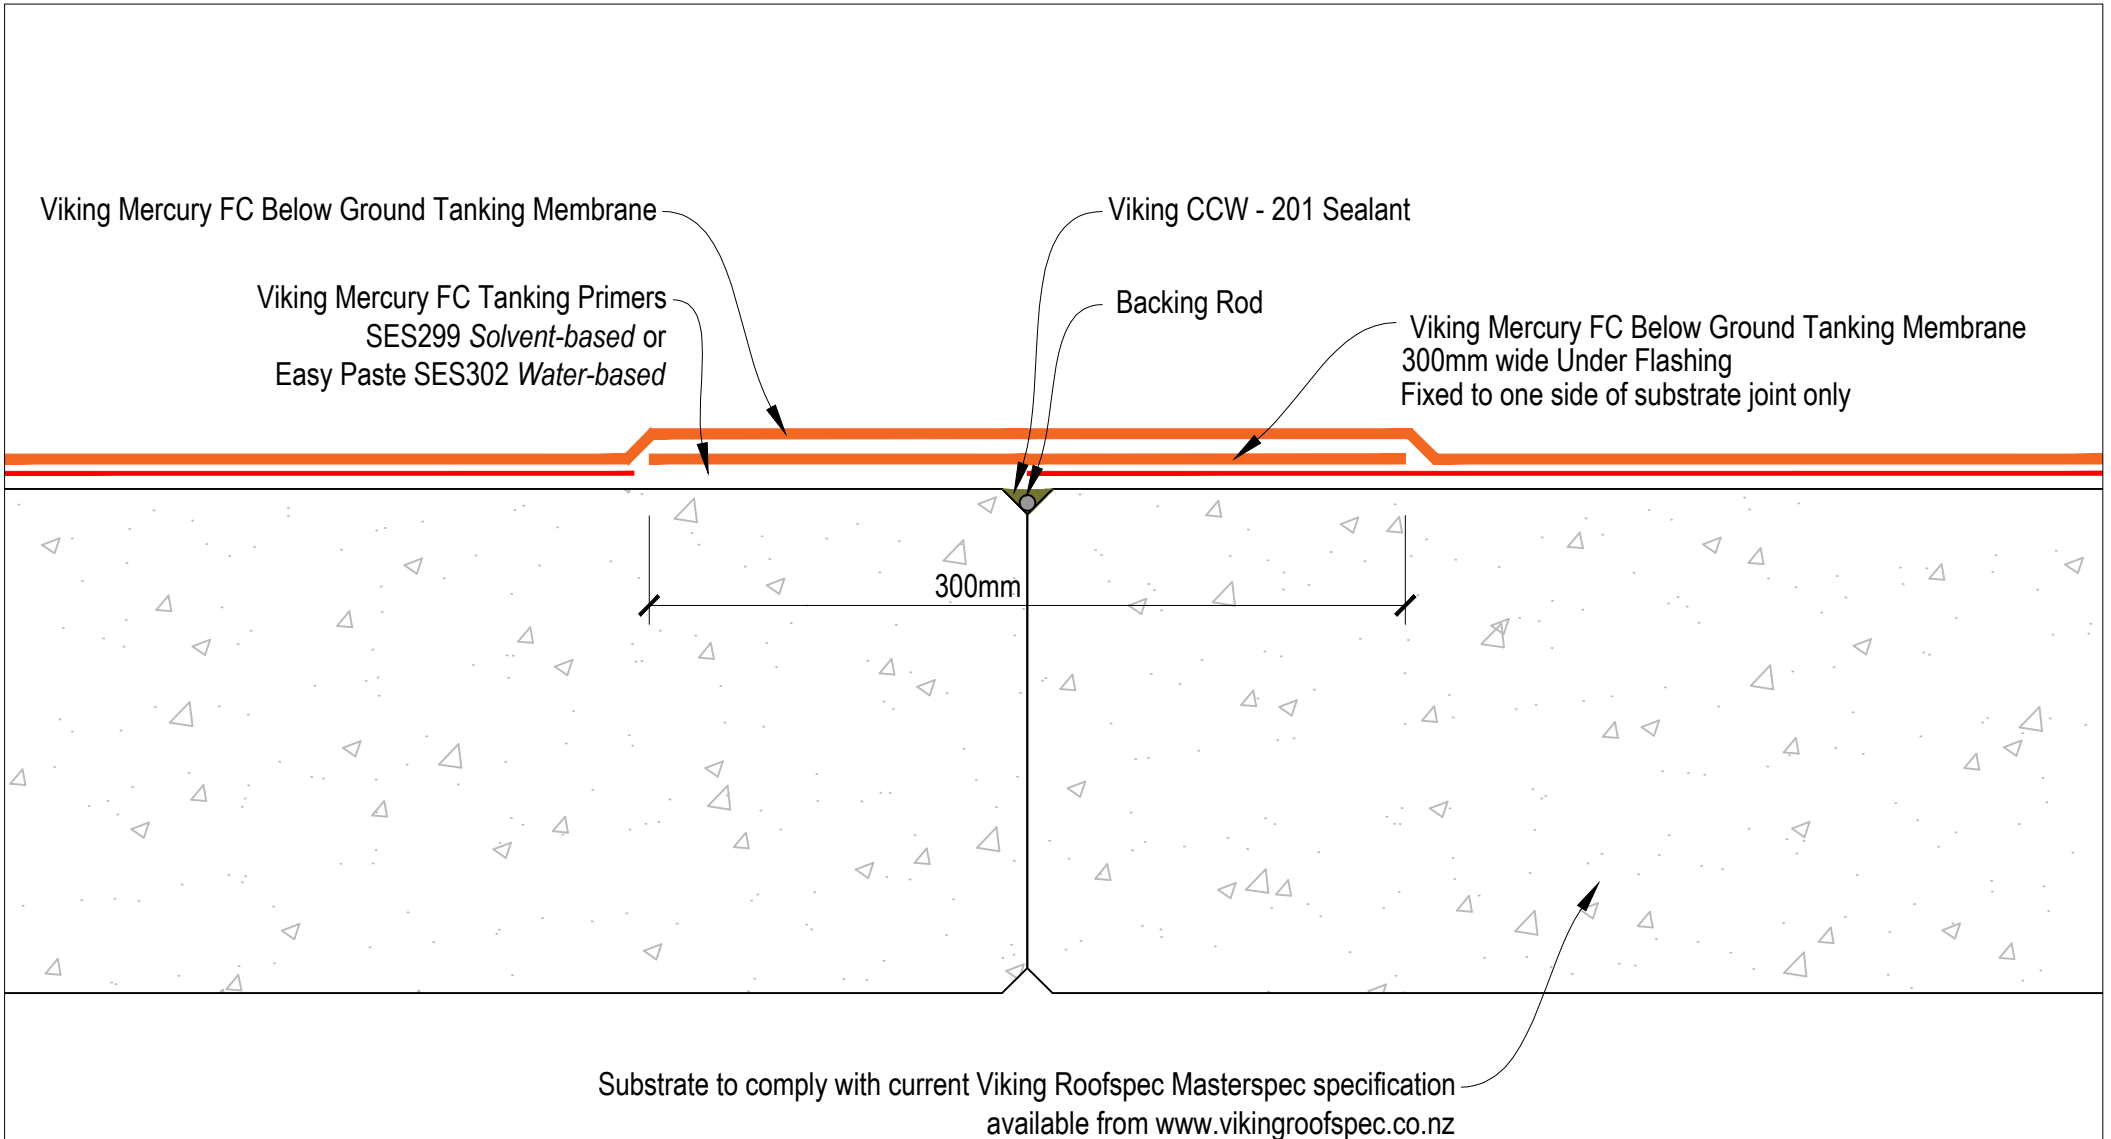 Viking Mercury FC Below Ground Tanking Membrane
Viking CCW - 201 Sealant
Viking Mercury FC Tanking Primers
SES299 Solvent-based or
Easy Paste SES302 Water-based
Backing Rod
Viking Mercury FC Below Ground Tanking Membrane
300mm wide Under Flashing
Fixed to one side of substrate joint only
300mm
Substrate to comply with current Viking Roofspec Masterspec specification
available from www.vikingroofspec.co.nz